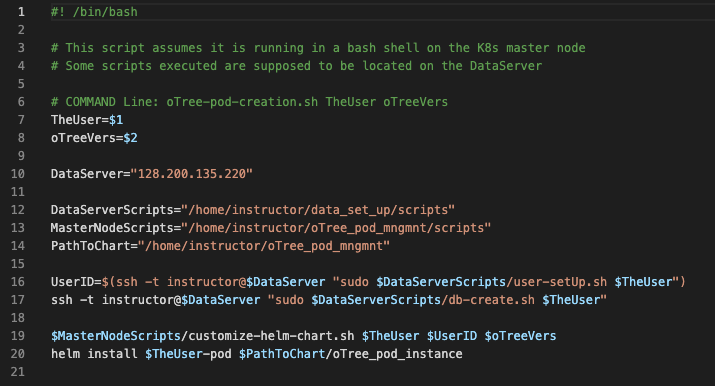 1 #! /bin/bash
2
3 # This script assumes it is running in a bash shell on the K8s master node
4 # Some scripts executed are supposed to be located on the DataServer
5
6 # COMMAND Line: oTree-pod-creation.sh TheUser oTreeVers
7 TheUser=$1
8 oTreeVers=$2
9
10 DataServer="128.200.135.220"
11
12 DataServerScripts="/home/instructor/data_set_up/scripts"
13 MasterNodeScripts="/home/instructor/oTree_pod_mngmnt/scripts"
14 PathToChart="/home/instructor/oTree_pod_mngmnt"
15
16 UserID=$(ssh -t instructor@$DataServer "sudo $DataServerScripts/user-setUp.sh $TheUser")
17 ssh -t instructor@$DataServer "sudo $DataServerScripts/db-create.sh $TheUser"
18
19 $MasterNodeScripts/customize-helm-chart.sh $TheUser $UserID $oTreeVers
20 helm install $TheUser-pod $PathToChart/oTree_pod_instance
21